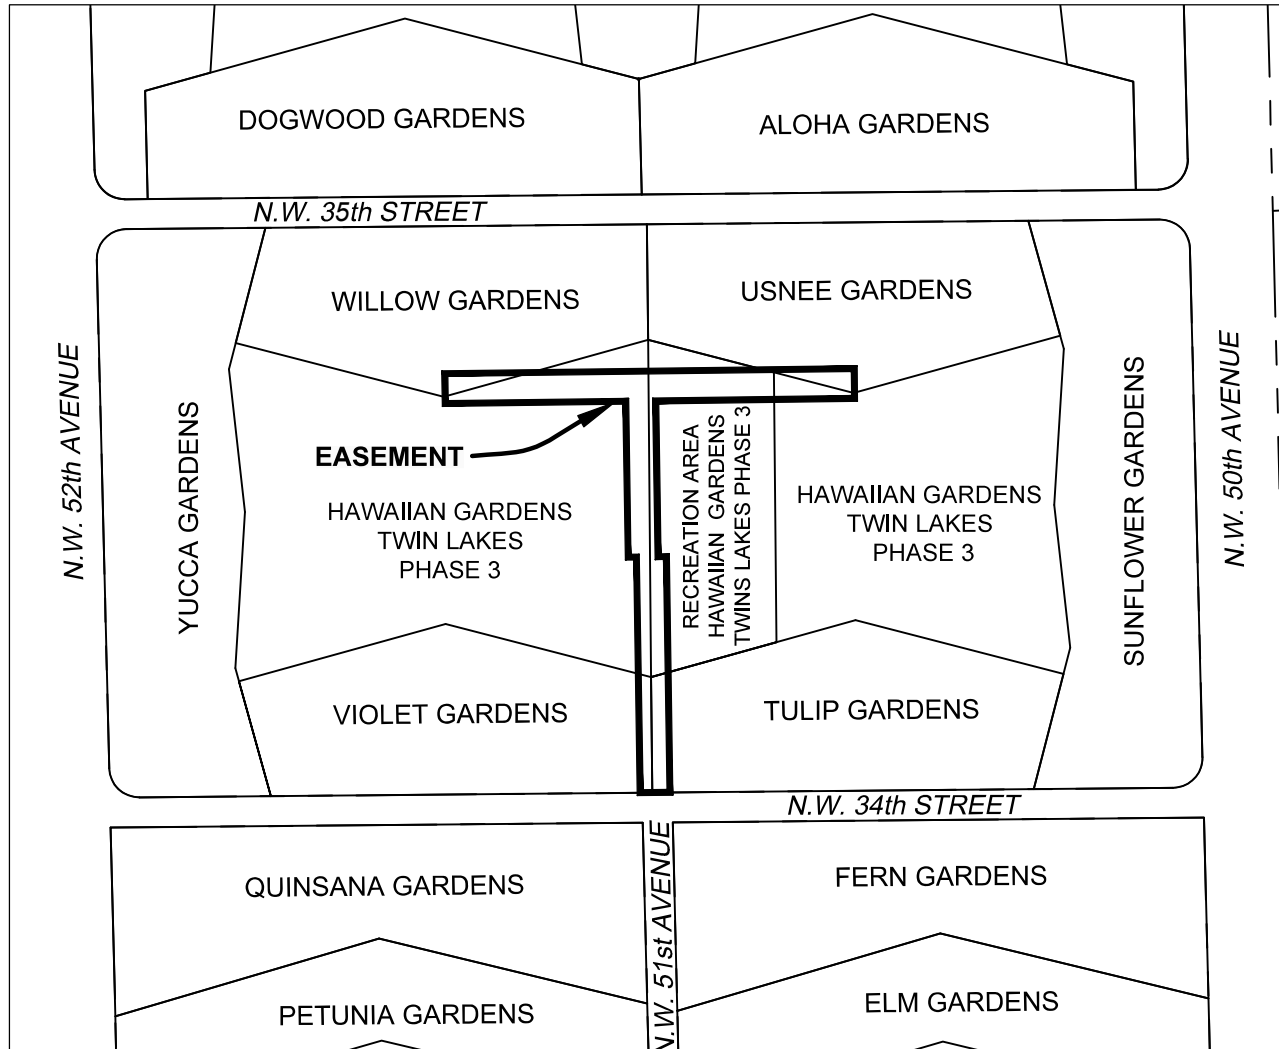 DOGWOOD GARDENS
ALOHA GARDENS
N.W. 35th STREET
WILLOW GARDENS
USNEE GARDENS
N.W. 52th AVENUE
YUCCA GARDENS
EASEMENT
HAWAIIAN GARDENS
TWIN LAKES
PHASE 3
RECREATION AREA
HAWAIIAN GARDENS
TWINS LAKES PHASE 3
HAWAIIAN GARDENS
TWIN LAKES
PHASE 3
SUNFLOWER GARDENS
N.W. 50th AVENUE
VIOLET GARDENS
TULIP GARDENS
N.W. 34th STREET
QUINSANA GARDENS
N.W. 51st AVENUE
FERN GARDENS
PETUNIA GARDENS
ELM GARDENS